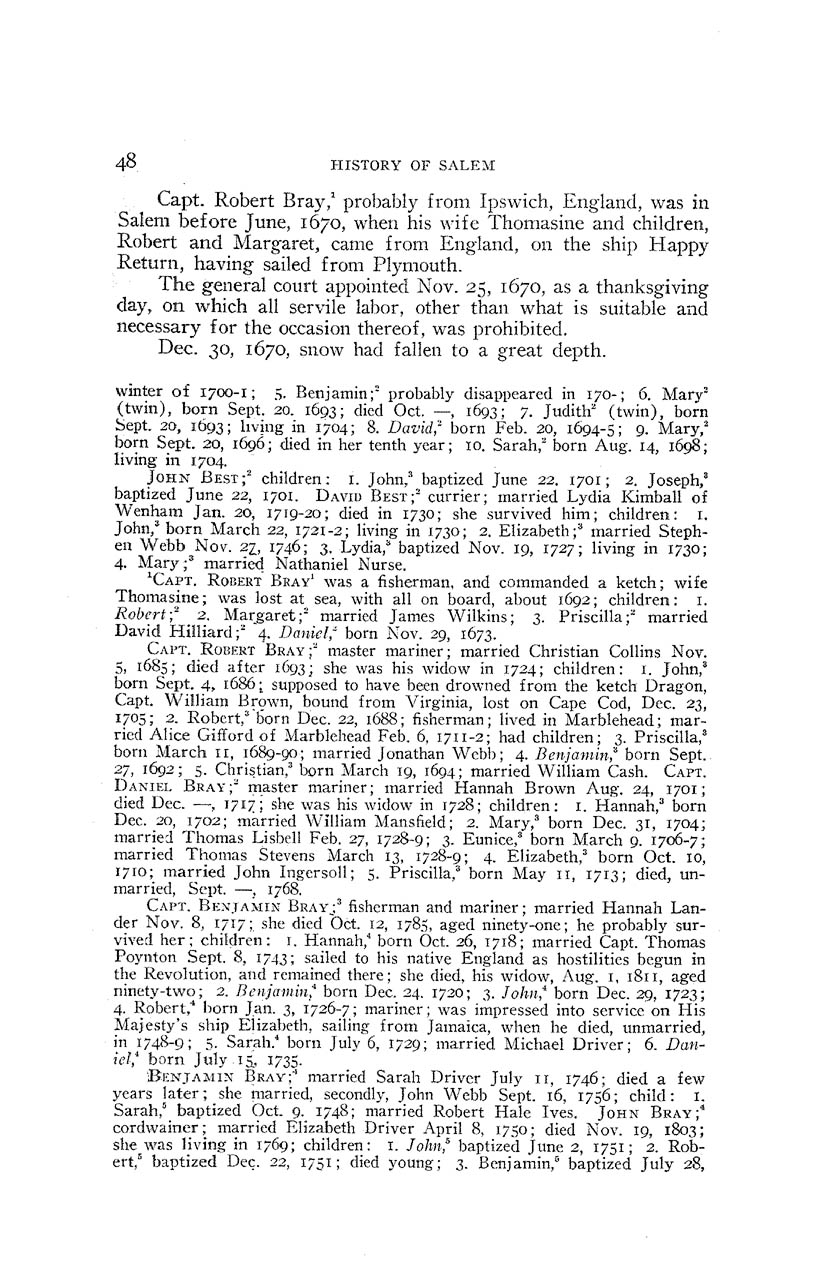 48 HISTORY OF SALEM
Capt. Robert Bray,¹ probably from Ipswich, England, was in
Salem before June, 1670, when his wife Thomasine and children,
Robert and Margaret, came from England, on the ship Happy
Return, having sailed from Plymouth.
The general court appointed Nov. 25, 1670, as a thanksgiving
day, on which all servile labor, other than what is suitable and
necessary for the occasion thereof, was prohibited.
Dec. 30, 1670, snow had fallen to a great depth.
winter of 1700-1; 5. Benjamin;² probably disappeared in 170-; 6. Mary²
(twin), born Sept. 20. 1693; died Oct. —, 1693; 7. Judith² (twin), born
Sept. 20, 1693; living in 1704; 8. David,² born Feb. 20, 1694-5; 9. Mary,²
born Sept. 20, 1696; died in her tenth year; 10. Sarah,² born Aug. 14, 1698;
living in 1704.
JOHN BEST;² children: 1. John,³ baptized June 22. 1701; 2. Joseph,³
baptized June 22, 1701. DAVID BEST;² currier; married Lydia Kimball of
Wenham Jan. 20, 1719-20; died in 1730; she survived him; children: 1.
John,³ born March 22, 1721-2; living in 1730; 2. Elizabeth;³ married Steph-
en Webb Nov. 27, 1746; 3. Lydia,³ baptized Nov. 19, 1727; living in 1730;
4. Mary;³ married Nathaniel Nurse.
¹CAPT. ROBERT BRAY¹ was a fisherman, and commanded a ketch; wife
Thomasine; was lost at sea, with all on board, about 1692; children: 1.
Robert;² 2. Margaret;² married James Wilkins; 3. Priscilla;² married
David Hilliard;² 4. Daniel,² born Nov. 29, 1673.
CAPT. ROBERT BRAY;² master mariner; married Christian Collins Nov.
5, 1685; died after 1693; she was his widow in 1724; children: 1. John,³
born Sept. 4, 1686; supposed to have been drowned from the ketch Dragon,
Capt. William Brown, bound from Virginia, lost on Cape Cod, Dec. 23,
1705; 2. Robert,³ born Dec. 22, 1688; fisherman; lived in Marblehead; mar-
ried Alice Gifford of Marblehead Feb. 6, 1711-2; had children; 3. Priscilla,³
born March 11, 1689-90; married Jonathan Webb; 4. Benjamin,³ born Sept.
27, 1692; 5. Christian,³ born March 19, 1694; married William Cash. CAPT.
DANIEL BRAY;² master mariner; married Hannah Brown Aug. 24, 1701;
died Dec. —, 1717; she was his widow in 1728; children: 1. Hannah,³ born
Dec. 20, 1702; married William Mansfield; 2. Mary,³ born Dec. 31, 1704;
married Thomas Lisbell Feb. 27, 1728-9; 3. Eunice,³ born March 9. 1706-7;
married Thomas Stevens March 13, 1728-9; 4. Elizabeth,³ born Oct. 10,
1710; married John Ingersoll; 5. Priscilla,³ born May 11, 1713; died, un-
married, Sept. —, 1768.
CAPT. BENJAMIN BRAY;³ fisherman and mariner; married Hannah Lan-
der Nov. 8, 1717; she died Oct. 12, 1785, aged ninety-one; he probably sur-
vived her; children: 1. Hannah,⁴ born Oct. 26, 1718; married Capt. Thomas
Poynton Sept. 8, 1743; sailed to his native England as hostilities begun in
the Revolution, and remained there; she died, his widow, Aug. 1, 1811, aged
ninety-two; 2. Benjamin,⁴ born Dec. 24. 1720; 3. John,⁴ born Dec. 29, 1723;
4. Robert,⁴ born Jan. 3, 1726-7; mariner; was impressed into service on His
Majesty's ship Elizabeth, sailing from Jamaica, when he died, unmarried,
in 1748-9; 5. Sarah.⁴ born July 6, 1729; married Michael Driver; 6. Dan-
iel,⁴ born July 15, 1735.
BENJAMIN BRAY;⁴ married Sarah Driver July 11, 1746; died a few
years later; she married, secondly, John Webb Sept. 16, 1756; child: 1.
Sarah,⁵ baptized Oct. 9. 1748; married Robert Hale Ives. JOHN BRAY;⁴
cordwainer; married Elizabeth Driver April 8, 1750; died Nov. 19, 1803;
she was living in 1769; children: 1. John,⁵ baptized June 2, 1751; 2. Rob-
ert,⁵ baptized Dec. 22, 1751; died young; 3. Benjamin,⁵ baptized July 28,